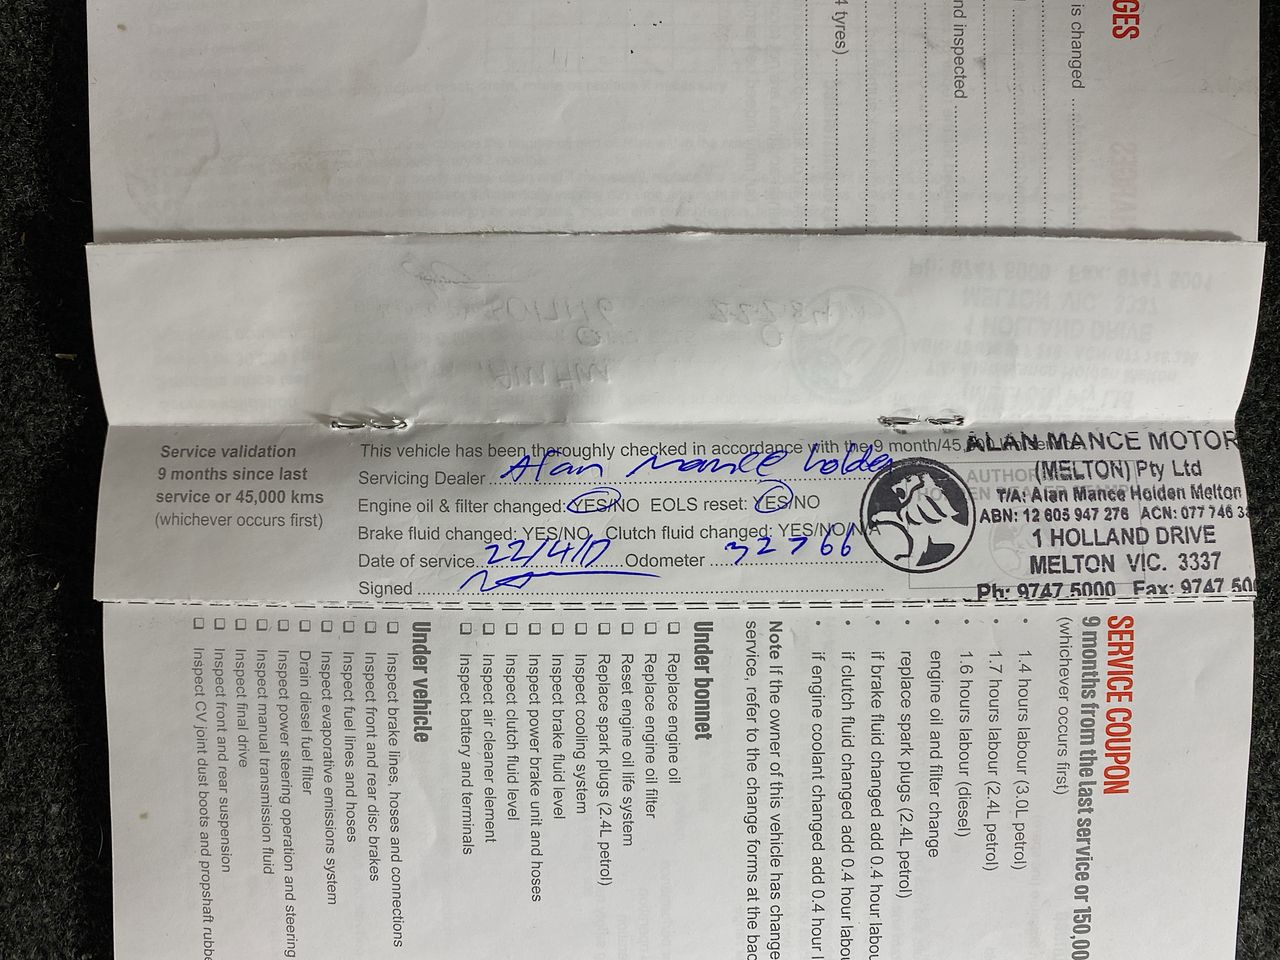 GES
is changed
nd inspected
4 tyres)
Service validation
9 months since last
service or 45,000 kms
(whichever occurs first)
This vehicle has been thoroughly checked in accordance with the 9 month/45,
Servicing Dealer Alan Mance Holden
Engine oil & filter changed: YES/NO EOLS reset: YES/NO
Brake fluid changed: YES/NO Clutch fluid changed: YES/NO/N/A
Date of service 22/4/17 Odometer 32766
Signed
ALAN MANCE MOTOR
(MELTON) Pty Ltd
T/A: Alan Mance Holden Melton
ABN: 12 605 947 276 ACN: 077 746 3
1 HOLLAND DRIVE
MELTON VIC. 3337
Ph: 9747 5000 Fax: 9747 500
SERVICE COUPON
9 months from the last service or 150,00
(whichever occurs first)
• 1.4 hours labour (3.0L petrol)
• 1.7 hours labour (2.4L petrol)
• 1.6 hours labour (diesel)
• engine oil and filter change
• replace spark plugs (2.4L petrol)
• if brake fluid changed add 0.4 hour labou
• if clutch fluid changed add 0.4 hour labou
• if engine coolant changed add 0.4 hour l
Note If the owner of this vehicle has change
service, refer to the change forms at the bac
Under bonnet
❑ Replace engine oil
❑ Replace engine oil filter
❑ Reset engine oil life system
❑ Replace spark plugs (2.4L petrol)
❑ Inspect cooling system
❑ Inspect brake fluid level
❑ Inspect power brake unit and hoses
❑ Inspect clutch fluid level
❑ Inspect air cleaner element
❑ Inspect battery and terminals
Under vehicle
❑ Inspect brake lines, hoses and connections
❑ Inspect front and rear disc brakes
❑ Inspect fuel lines and hoses
❑ Inspect evaporative emissions system
❑ Drain diesel fuel filter
❑ Inspect power steering operation and steering
❑ Inspect manual transmission fluid
❑ Inspect final drive
❑ Inspect front and rear suspension
❑ Inspect CV joint dust boots and propshaft rubbe